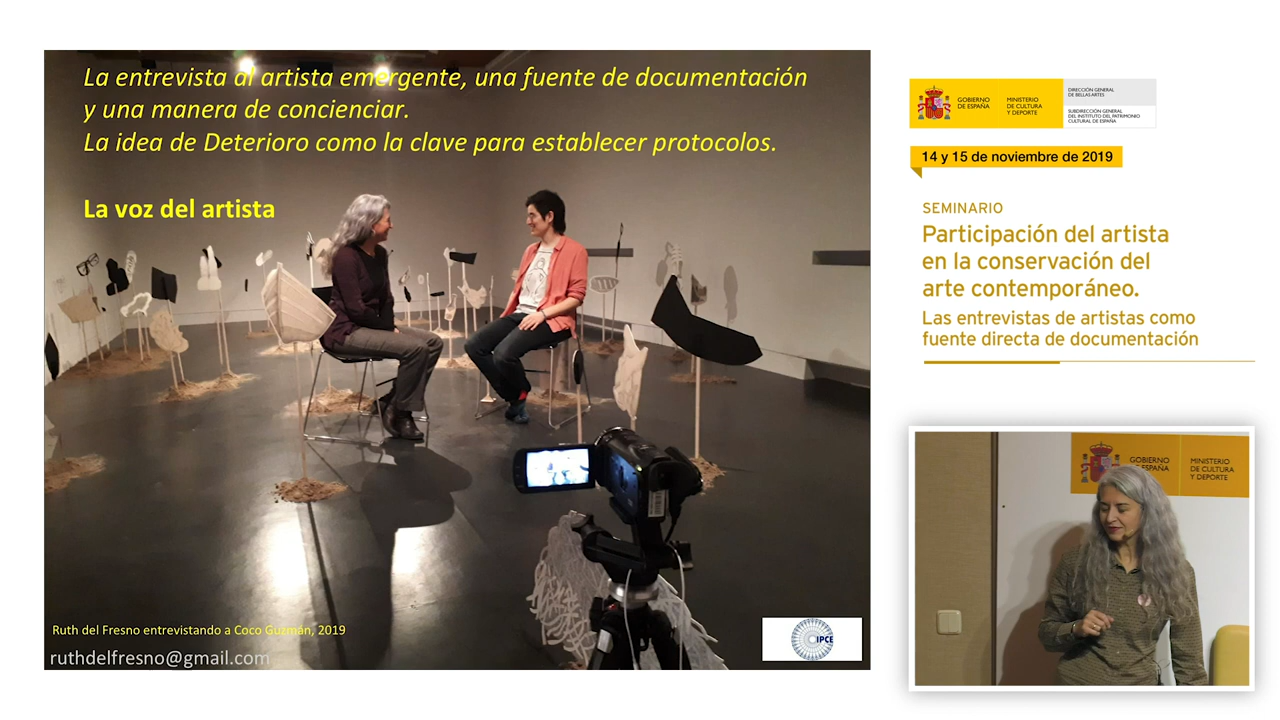 La entrevista al artista emergente, una fuente de documentación
y una manera de concienciar.
La idea de Deterioro como la clave para establecer protocolos.
La voz del artista
Ruth del Fresno entrevistando a Coco Guzmán, 2019
ruthdelfresno@gmail.com
IPCE
GOBIERNO
DE ESPAÑA
MINISTERIO
DE CULTURA
Y DEPORTE
DIRECCIÓN GENERAL
DE BELLAS ARTES
SUBDIRECCIÓN GENERAL
DEL INSTITUTO DEL PATRIMONIO
CULTURAL DE ESPAÑA
14 y 15 de noviembre de 2019
SEMINARIO
Participación del artista
en la conservación del
arte contemporáneo.
Las entrevistas de artistas como
fuente directa de documentación
GOBIERNO
DE ESPAÑA
MINISTERIO
DE CULTURA
Y DEPORTE